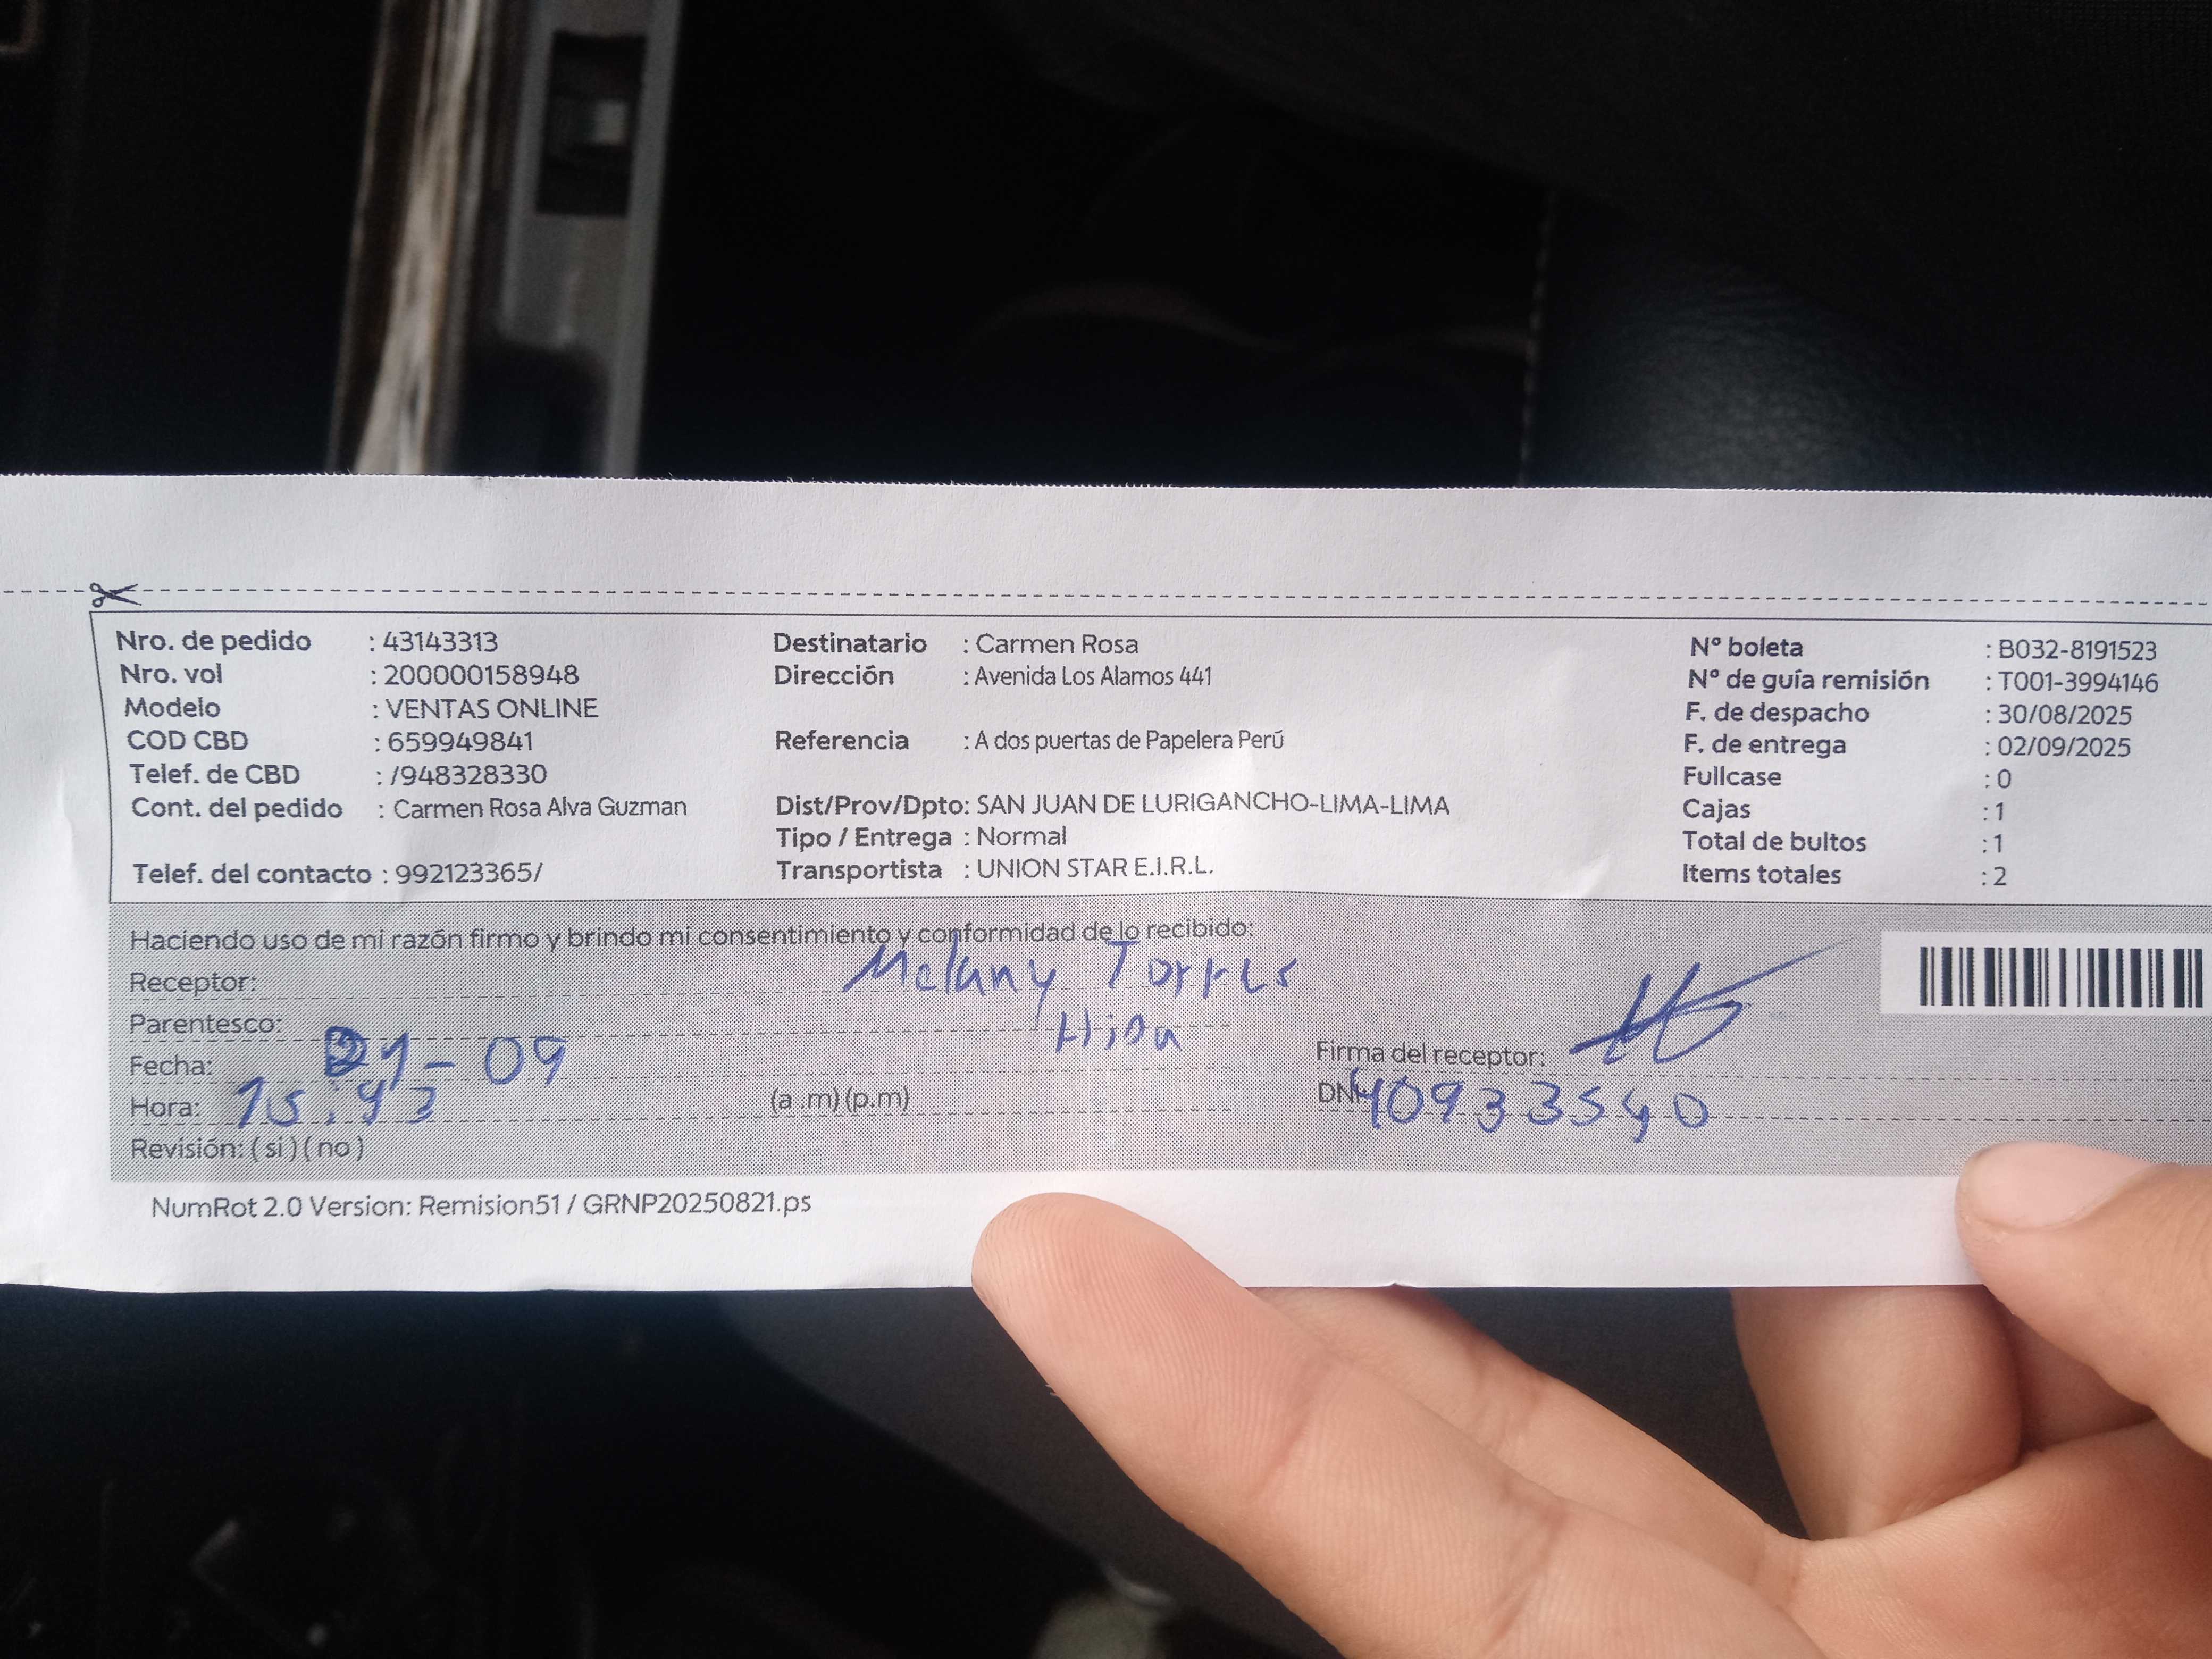 Nro. de pedido : 43143313
Nro. vol : 200000158948
Modelo : VENTAS ONLINE
COD CBD : 659949841
Telef. de CBD : /948328330
Cont. del pedido : Carmen Rosa Alva Guzman
Telef. del contacto : 992123365/
Destinatario : Carmen Rosa
Dirección : Avenida Los Alamos 441
Referencia : A dos puertas de Papelera Perú
Dist/Prov/Dpto: SAN JUAN DE LURIGANCHO-LIMA-LIMA
Tipo / Entrega : Normal
Transportista : UNION STAR E.I.R.L.
Nº boleta : B032-8191523
Nº de guía remisión : T001-3994146
F. de despacho : 30/08/2025
F. de entrega : 02/09/2025
Fullcase : 0
Cajas : 1
Total de bultos : 1
Items totales : 2
Haciendo uso de mi razón firmo y brindo mi consentimiento y conformidad de lo recibido:
Receptor: Melany Torres
Parentesco: Hija
Fecha: 21-09
Hora: 15:43 (a .m) (p.m)
Revisión: ( si ) ( no )
Firma del receptor:
DNI 40933540
NumRot 2.0 Version: Remision51 / GRNP20250821.ps